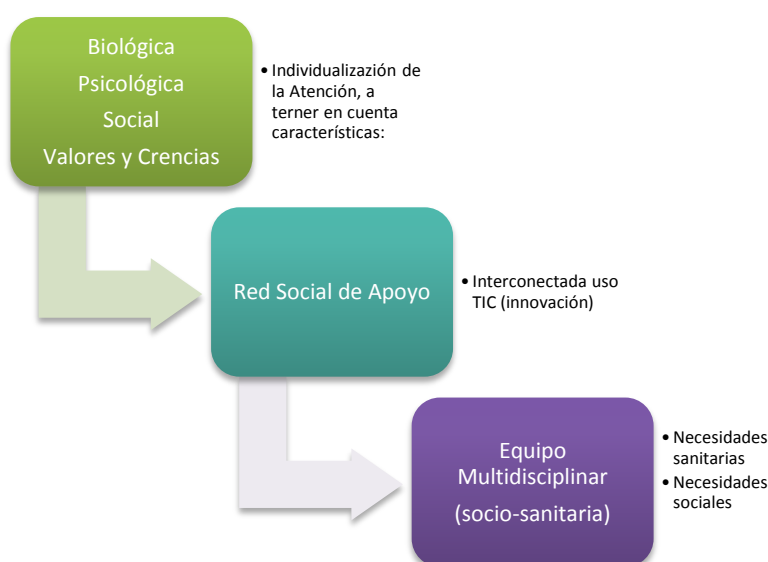 Biológica
Psicológica
Social
Valores y Crencias
• Individualización de
la Atención, a
terner en cuenta
característicass:
Red Social de Apoyo
• Interconectada uso
TIC (innovación)
Equipo
Multidisciplinar
(socio-sanitaria)
• Necesidades
sanitarias
• Necesidades
sociales